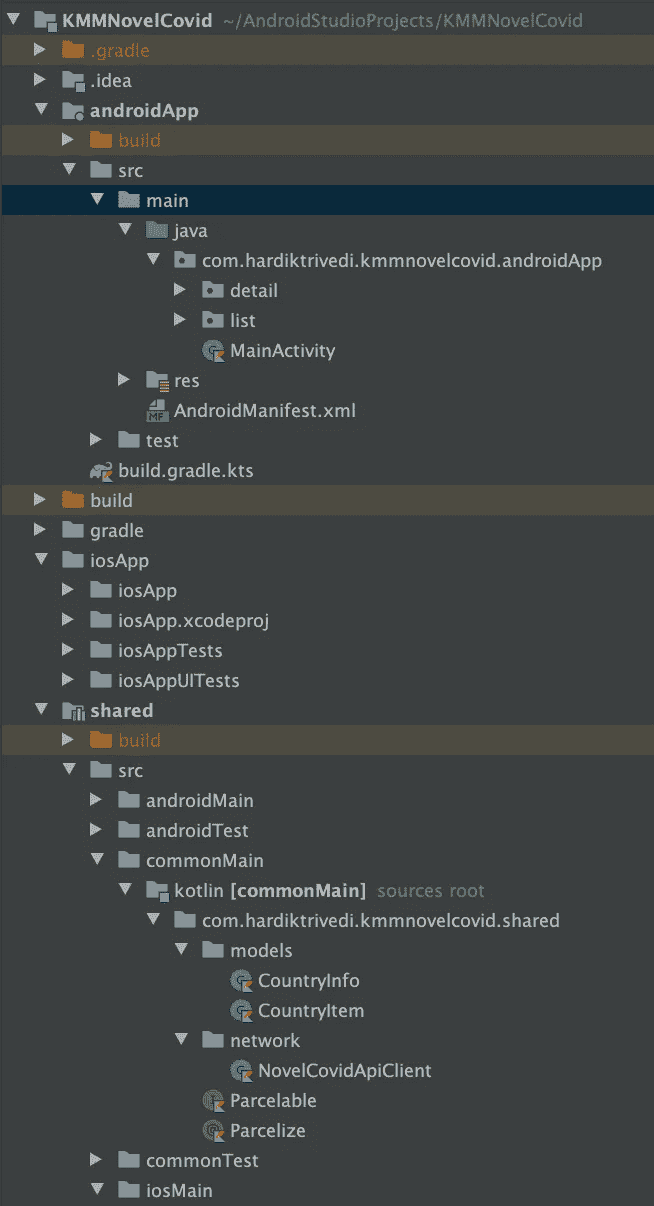 KMMNovelCovid ~/AndroidStudioProjects/KMMNovelCovid
.gradle
.idea
androidApp
build
src
main
java
com.hardiktrivedi.kmmnovelcovid.androidApp
detail
list
MainActivity
res
MF AndroidManifest.xml
test
build.gradle.kts
build
gradle
iosApp
iosApp
iosApp.xcodeproj
iosAppTests
iosAppUITests
shared
build
src
androidMain
androidTest
commonMain
kotlin [commonMain] sources root
com.hardiktrivedi.kmmnovelcovid.shared
models
CountryInfo
CountryItem
network
NovelCovidApiClient
Parcelable
Parcelize
commonTest
iosMain